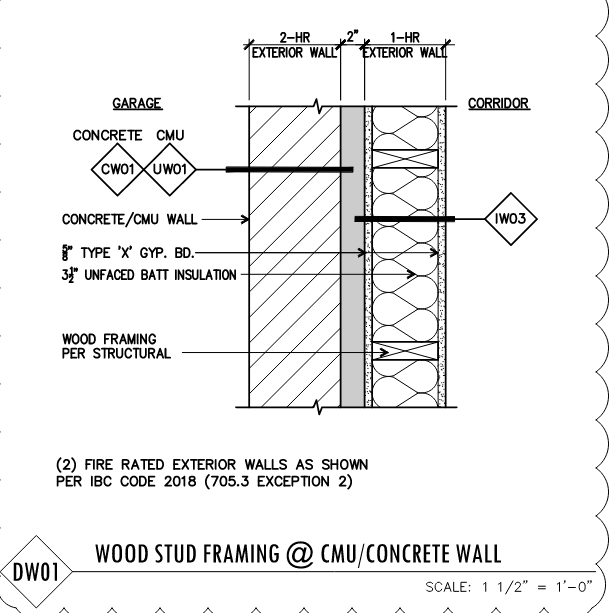 2-HR
EXTERIOR WALL
2"
1-HR
EXTERIOR WALL
GARAGE
CORRIDOR
CONCRETE CMU
CW01
UW01
IW03
CONCRETE/CMU WALL
5/8" TYPE 'X' GYP. BD.
3 1/2" UNFACED BATT INSULATION
WOOD FRAMING
PER STRUCTURAL
(2) FIRE RATED EXTERIOR WALLS AS SHOWN
PER IBC CODE 2018 (705.3 EXCEPTION 2)
DW01
WOOD STUD FRAMING @ CMU/CONCRETE WALL
SCALE: 1 1/2" = 1'-0"